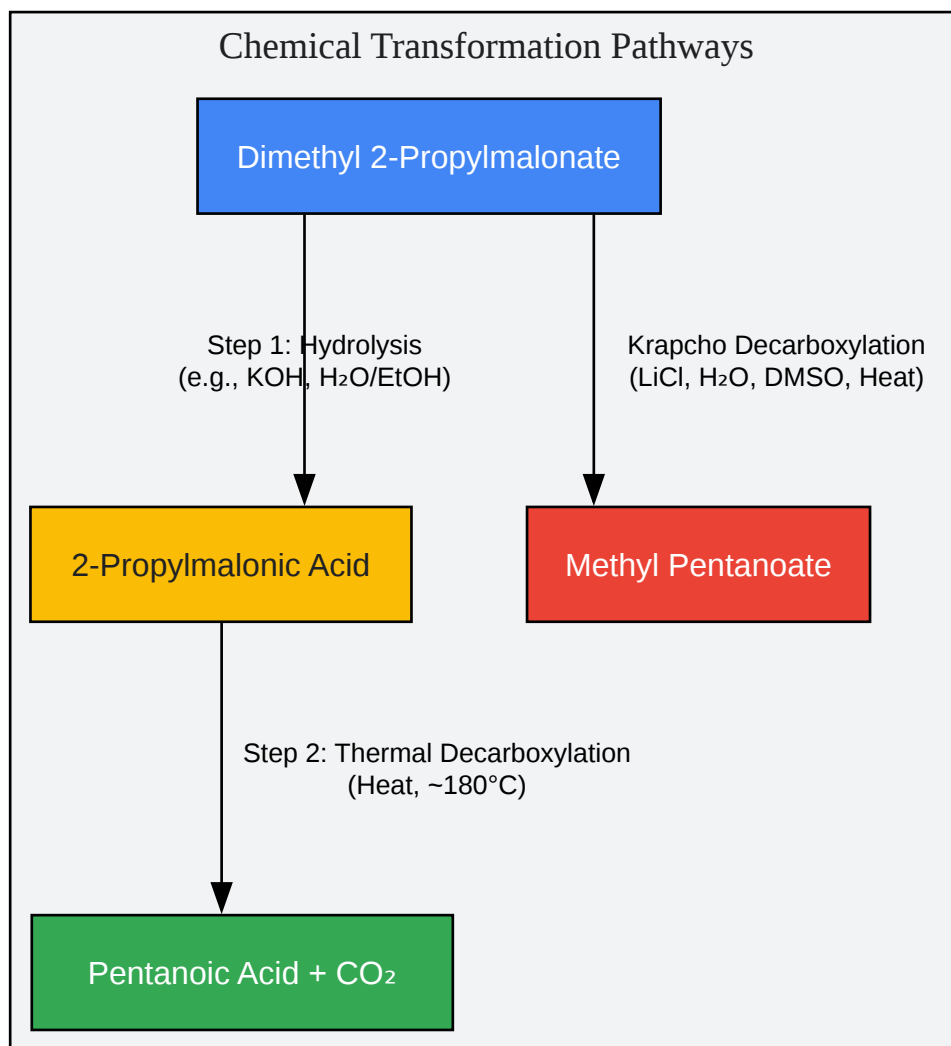 Chemical Transformation Pathways
Dimethyl 2-Propylmalonate
Step 1: Hydrolysis
(e.g., KOH, H₂O/EtOH)
Krapcho Decarboxylation
(LiCl, H₂O, DMSO, Heat)
2-Propylmalonic Acid
Methyl Pentanoate
Step 2: Thermal Decarboxylation
(Heat, ~180°C)
Pentanoic Acid + CO₂